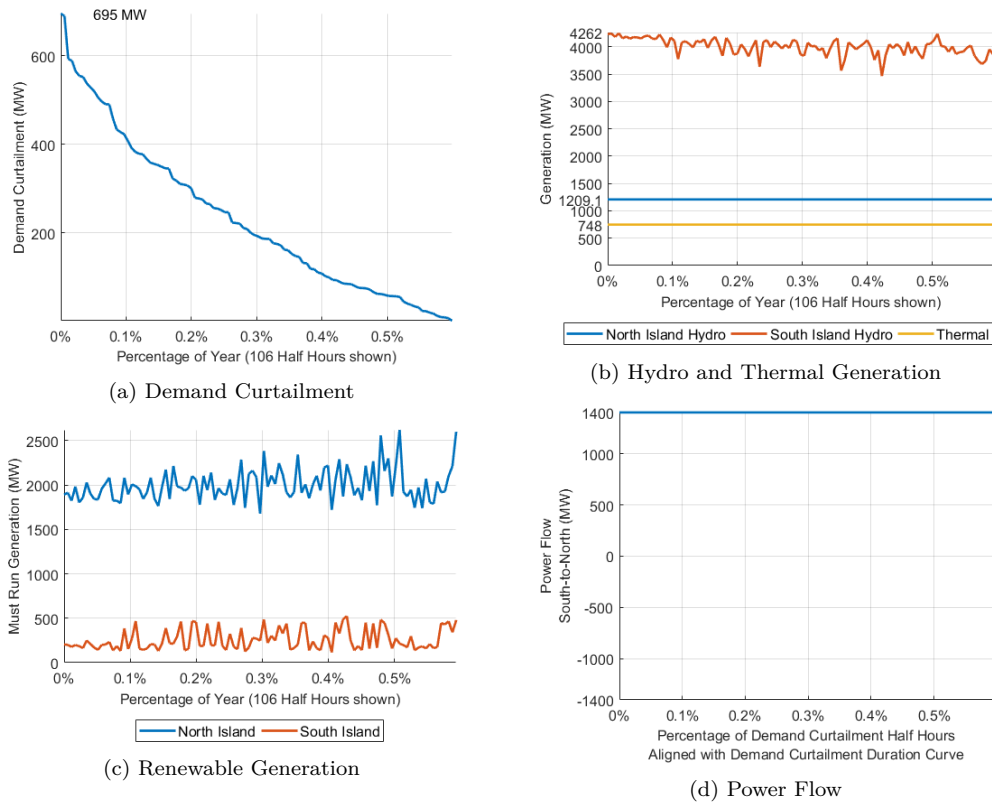 695 MW
600
400
200
Demand Curtailment (MW)
0%
0.1%
0.2%
0.3%
0.4%
0.5%
Percentage of Year (106 Half Hours shown)
(a) Demand Curtailment
4262
4000
3500
3000
2500
2000
1500
1209.1
1000
748
500
0
Generation (MW)
0%
0.1%
0.2%
0.3%
0.4%
0.5%
Percentage of Year (106 Half Hours shown)
North Island Hydro
South Island Hydro
Thermal
(b) Hydro and Thermal Generation
2500
2000
1500
1000
500
0
Must Run Generation (MW)
0%
0.1%
0.2%
0.3%
0.4%
0.5%
Percentage of Year (106 Half Hours shown)
North Island
South Island
(c) Renewable Generation
1400
1000
500
0
-500
-1000
-1400
Power Flow
South-to-North (MW)
0%
0.1%
0.2%
0.3%
0.4%
0.5%
Percentage of Demand Curtailment Half Hours
Aligned with Demand Curtailment Duration Curve
(d) Power Flow